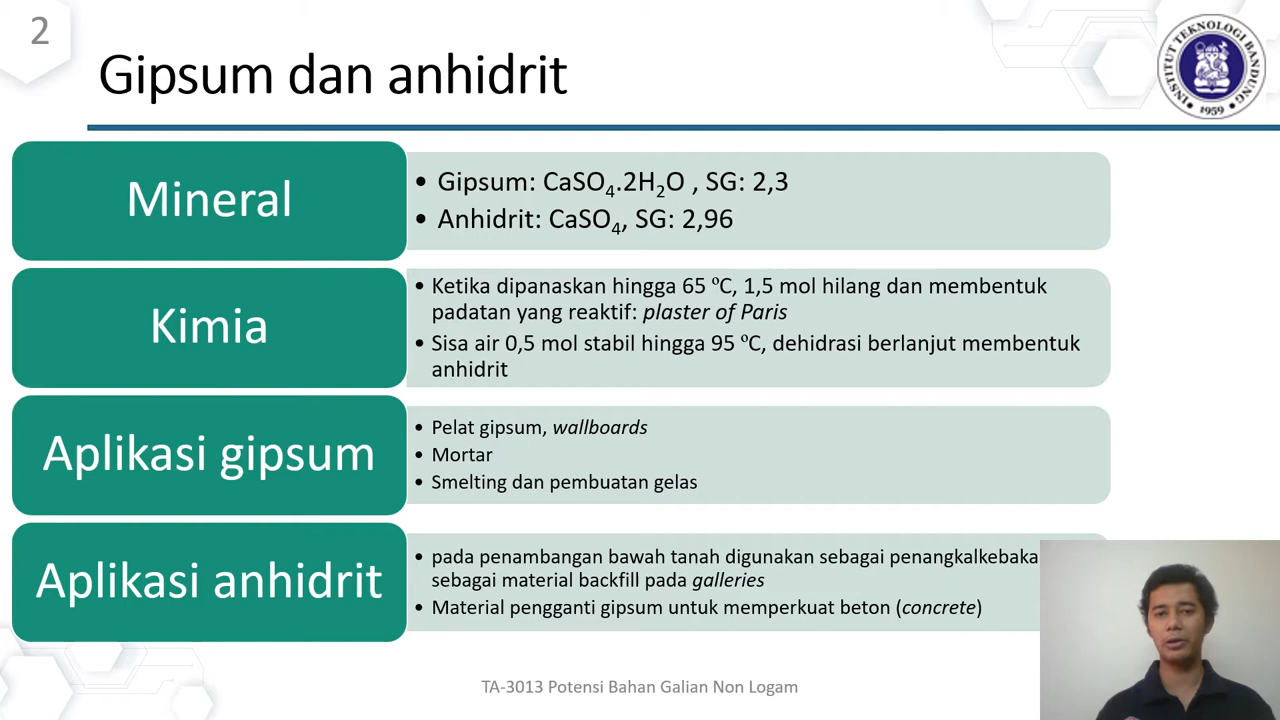 2
Gipsum dan anhidrit
INSTITUT TEKNOLOGI BANDUNG
1959
Mineral
• Gipsum: CaSO₄.2H₂O , SG: 2,3
• Anhidrit: CaSO₄, SG: 2,96
Kimia
• Ketika dipanaskan hingga 65 ⁰C, 1,5 mol hilang dan membentuk
padatan yang reaktif: plaster of Paris
• Sisa air 0,5 mol stabil hingga 95 ⁰C, dehidrasi berlanjut membentuk
anhidrit
Aplikasi gipsum
• Pelat gipsum, wallboards
• Mortar
• Smelting dan pembuatan gelas
Aplikasi anhidrit
• pada penambangan bawah tanah digunakan sebagai penangkalkebaka
sebagai material backfill pada galleries
• Material pengganti gipsum untuk memperkuat beton (concrete)
TA-3013 Potensi Bahan Galian Non Logam